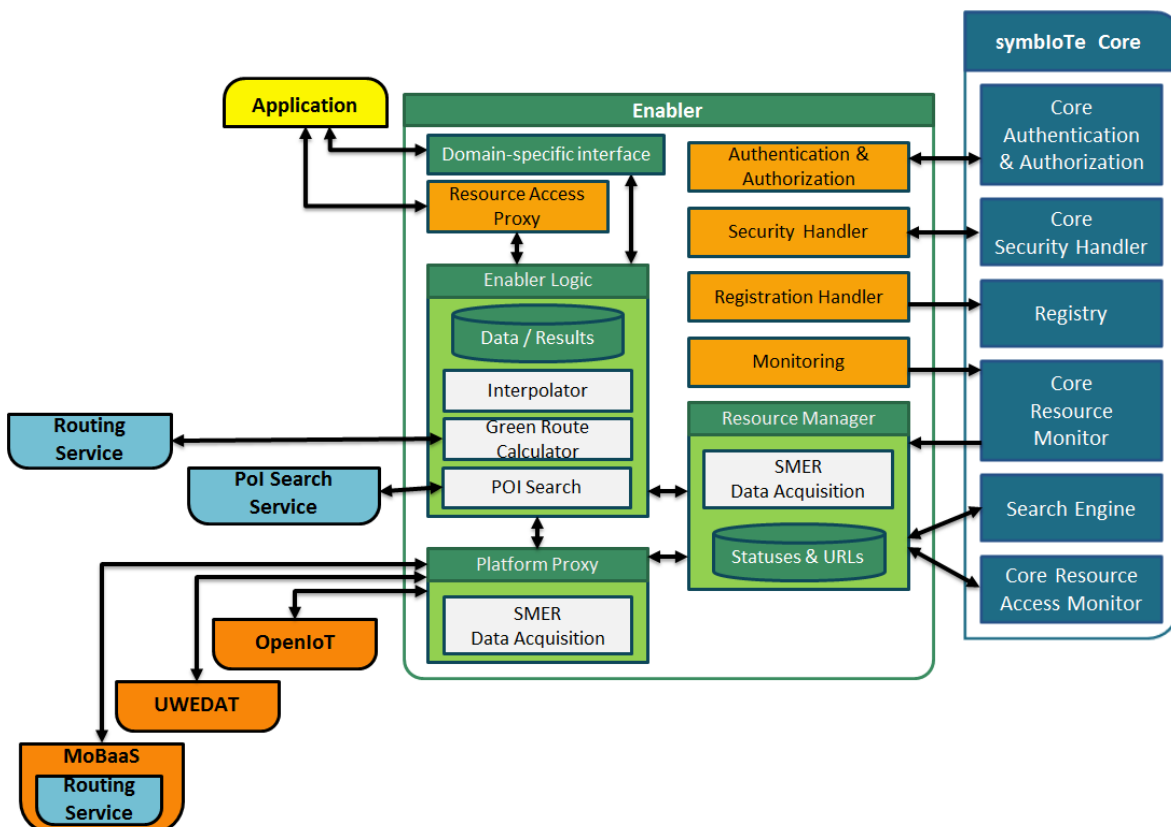 symbIoTe Core
Application
Enabler
Core
Authentication
& Authorization
Domain-specific interface
Authentication &
Authorization
Resource Access
Proxy
Security Handler
Core
Security Handler
Enabler Logic
Registration Handler
Registry
Data / Results
Monitoring
Core
Resource
Monitor
Interpolator
Routing
Service
Green Route
Calculator
Resource Manager
PoI Search
Service
POI Search
SMER
Data Acquisition
Search Engine
Statuses & URLs
Platform Proxy
Core Resource
Access Monitor
SMER
Data Acquisition
OpenIoT
UWEDAT
MoBaaS
Routing
Service